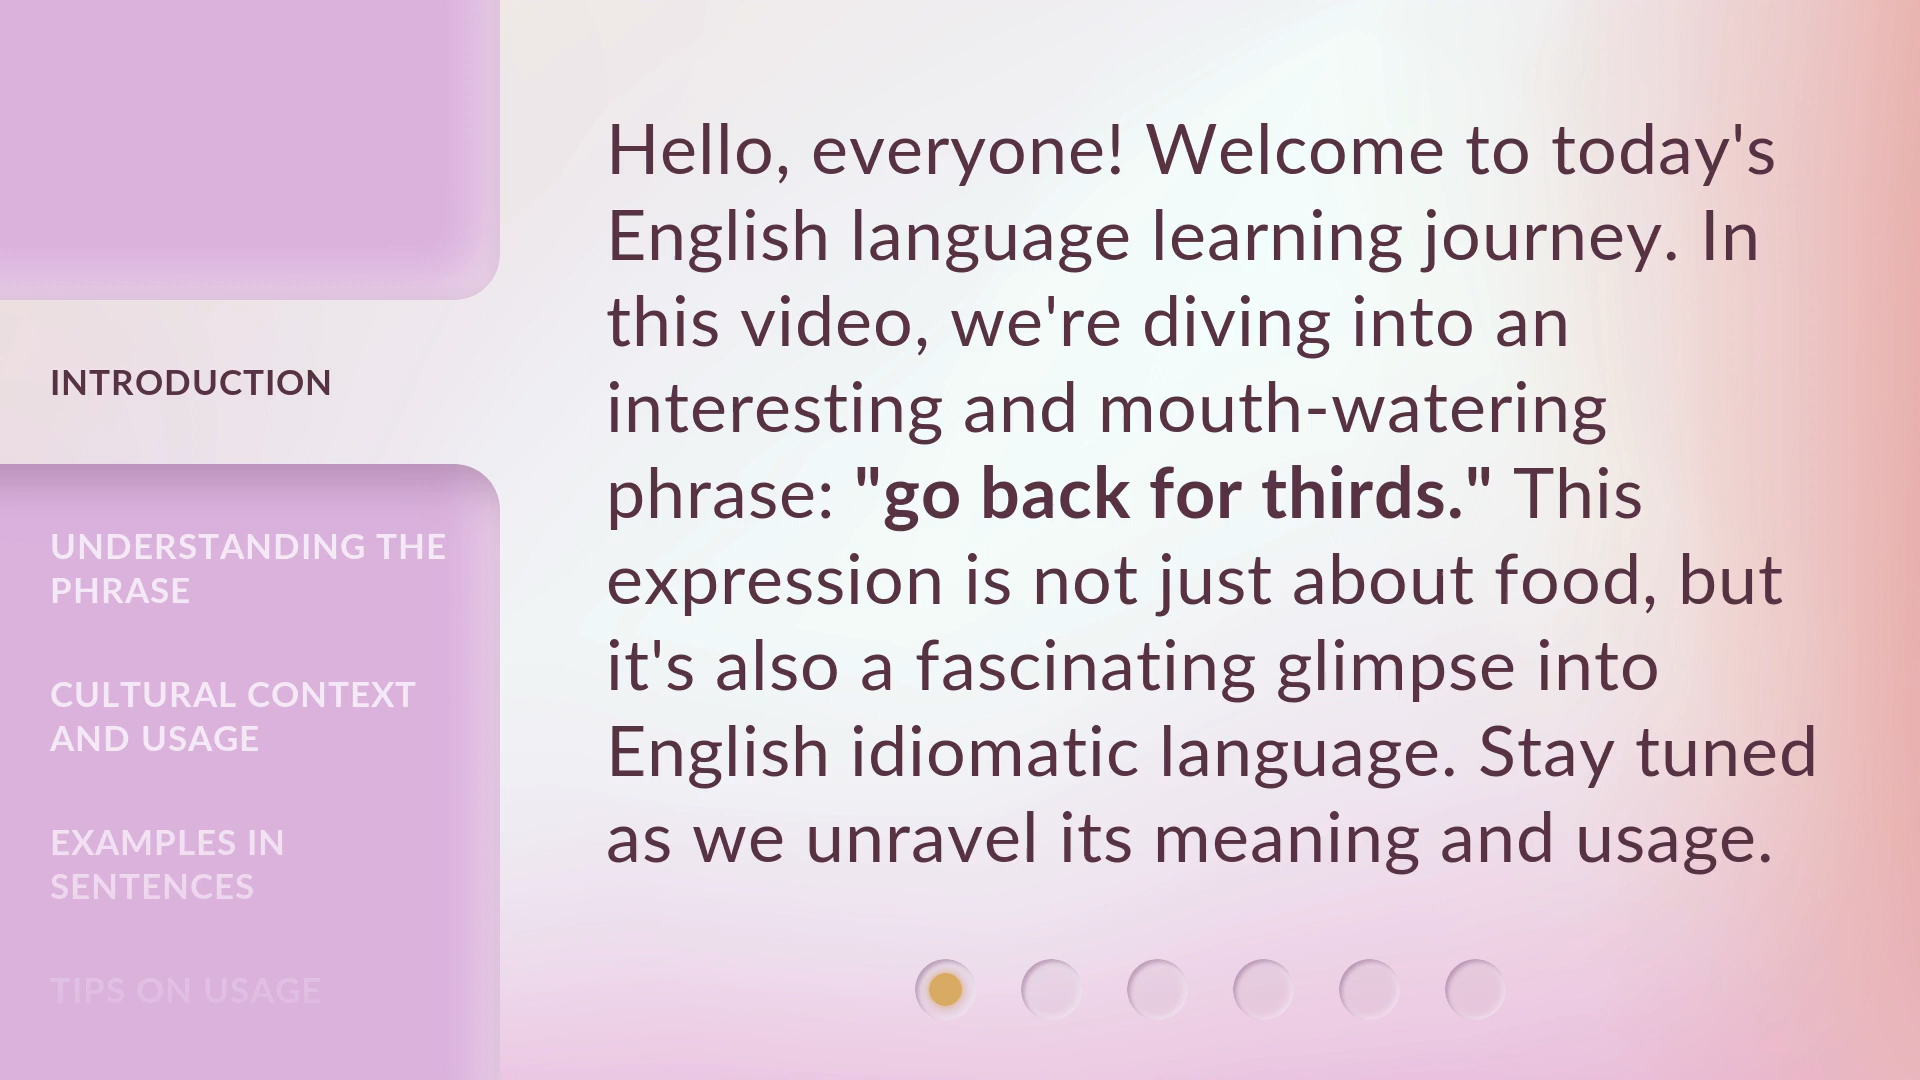 INTRODUCTION
UNDERSTANDING THE
PHRASE
CULTURAL CONTEXT
AND USAGE
EXAMPLES IN
SENTENCES
TIPS ON USAGE
Hello, everyone! Welcome to today's
English language learning journey. In
this video, we're diving into an
interesting and mouth-watering
phrase: "go back for thirds." This
expression is not just about food, but
it's also a fascinating glimpse into
English idiomatic language. Stay tuned
as we unravel its meaning and usage.